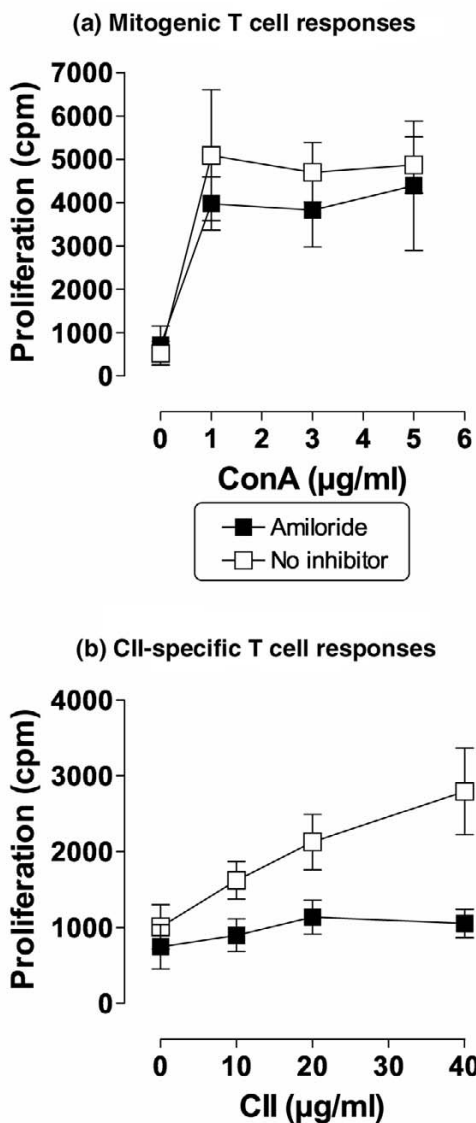 (a) Mitogenic T cell responses
Proliferation (cpm)
7000
6000
5000
4000
3000
2000
1000
0
0 1 2 3 4 5 6
ConA (µg/ml)
Amiloride
No inhibitor
(b) CII-specific T cell responses
Proliferation (cpm)
4000
3000
2000
1000
0
0 10 20 30 40
CII (µg/ml)